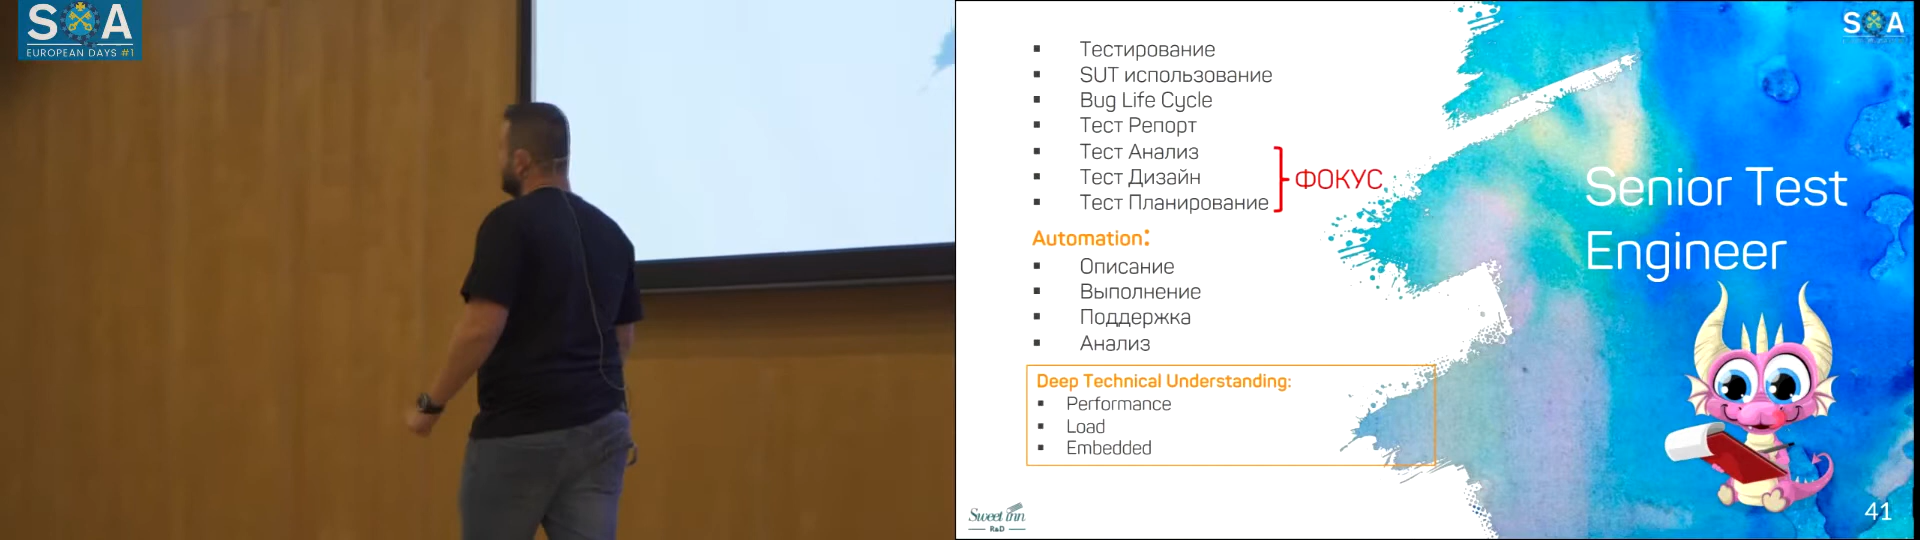 SQA
EUROPEAN DAYS #1
Тестирование
SUT использование
Bug Life Cycle
Тест Репорт
Тест Анализ
Тест Дизайн
Тест Планирование
ФОКУС
Automation:
Описание
Выполнение
Поддержка
Анализ
Deep Technical Understanding:
Performance
Load
Embedded
Senior Test
Engineer
Sweet inn
R&D
41